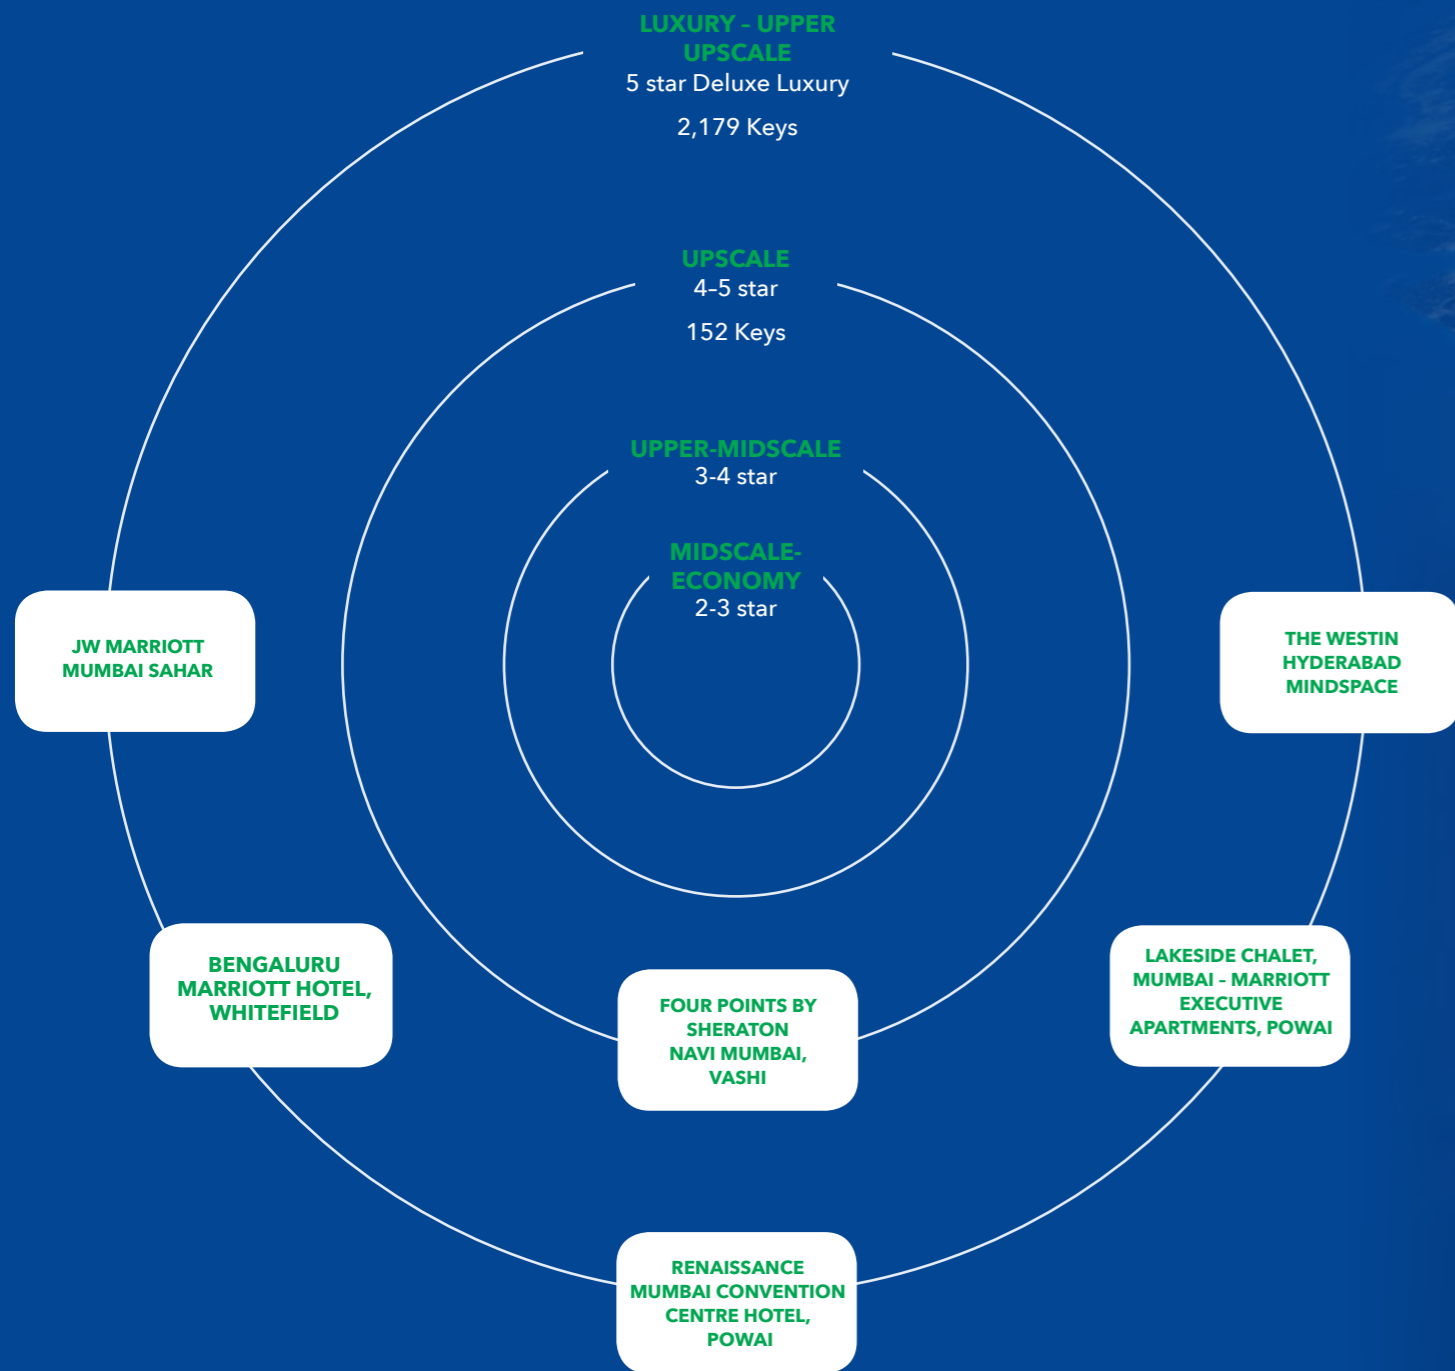 LUXURY – UPPER
UPSCALE
5 star Deluxe Luxury
2,179 Keys
UPSCALE
4–5 star
152 Keys
UPPER-MIDSCALE
3-4 star
MIDSCALE-
ECONOMY
2-3 star
JW MARRIOTT
MUMBAI SAHAR
THE WESTIN
HYDERABAD
MINDSPACE
BENGALURU
MARRIOTT HOTEL,
WHITEFIELD
FOUR POINTS BY
SHERATON
NAVI MUMBAI,
VASHI
LAKESIDE CHALET,
MUMBAI – MARRIOTT
EXECUTIVE
APARTMENTS, POWAI
RENAISSANCE
MUMBAI CONVENTION
CENTRE HOTEL,
POWAI